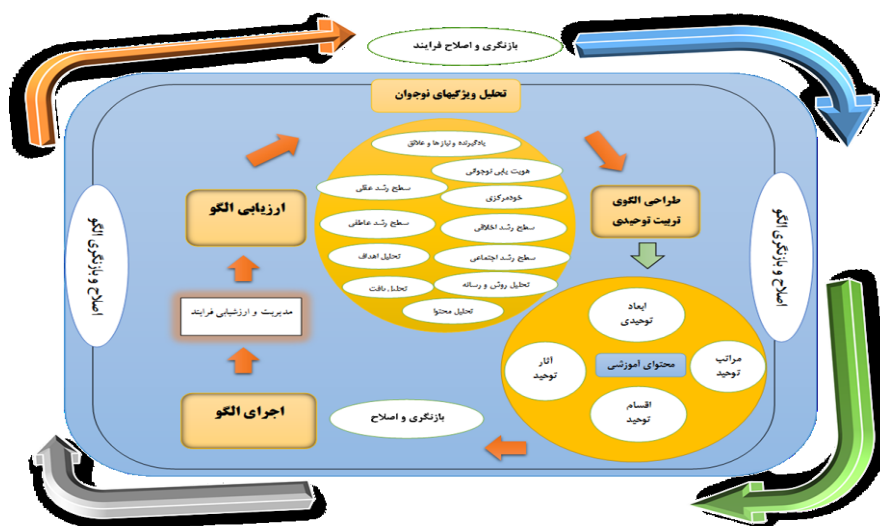 بازنگری و اصلاح فرایند
تحلیل ویژگیهای نوجوان
یادگیرنده و نیاز ها و علائق
هویت یابی نوجوانی
سطح رشد عقلی
خودمرکزی
سطح رشد اخلاقی
سطح رشد عاطفی
سطح رشد اجتماعی
تحلیل اهداف
تحلیل روش و رسانه
تحلیل بافت
تحلیل محتوا
طراحی الگوی
تربیت توحیدی
اصلاح و بازنگری الگو
ابعاد
توحیدی
مراتب
توحید
محتوای آموزشی
آثار
توحید
اقسام
توحید
بازنگری و اصلاح
اجرای الگو
مدیریت و ارزشیابی فرایند
ارزیابی الگو
اصلاح و بازنگری الگو